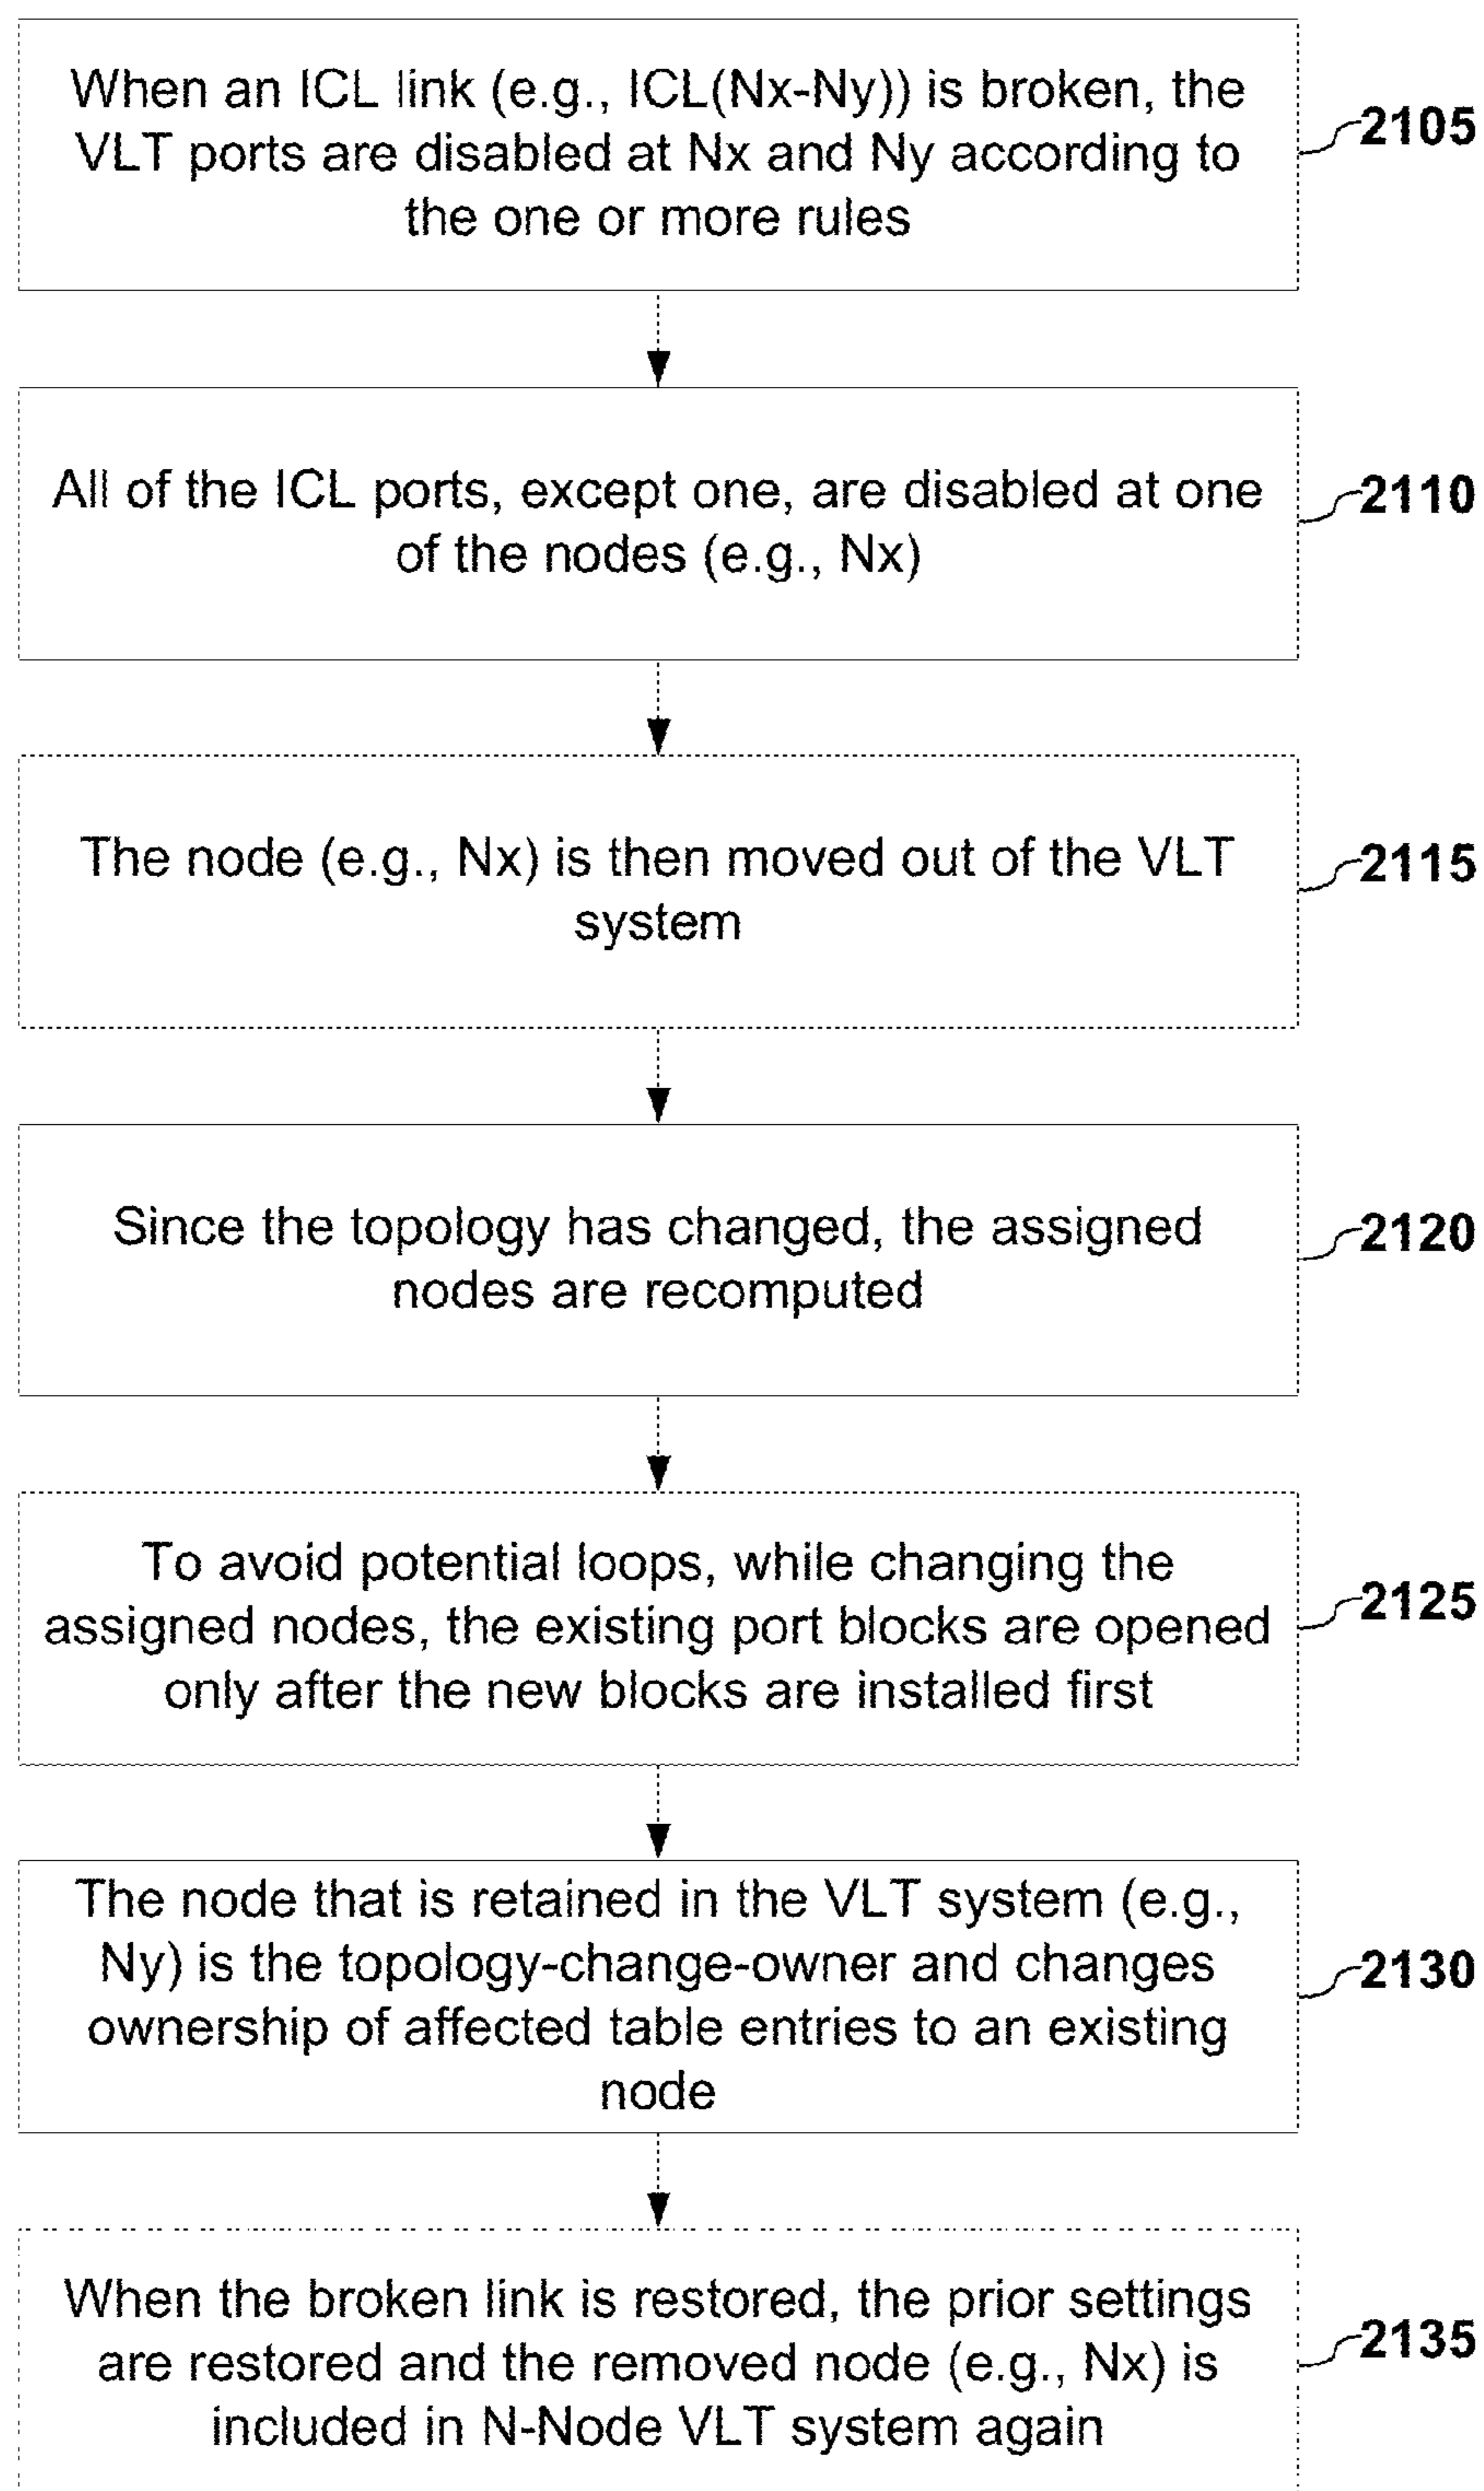 When an ICL link (e.g., ICL(Nx-Ny)) is broken, the
VLT ports are disabled at Nx and Ny according to
the one or more rules
2105
All of the ICL ports, except one, are disabled at one
of the nodes (e.g., Nx)
2110
The node (e.g., Nx) is then moved out of the VLT
system
2115
Since the topology has changed, the assigned
nodes are recomputed
2120
To avoid potential loops, while changing the
assigned nodes, the existing port blocks are opened
only after the new blocks are installed first
2125
The node that is retained in the VLT system (e.g.,
Ny) is the topology-change-owner and changes
ownership of affected table entries to an existing
node
2130
When the broken link is restored, the prior settings
are restored and the removed node (e.g., Nx) is
included in N-Node VLT system again
2135